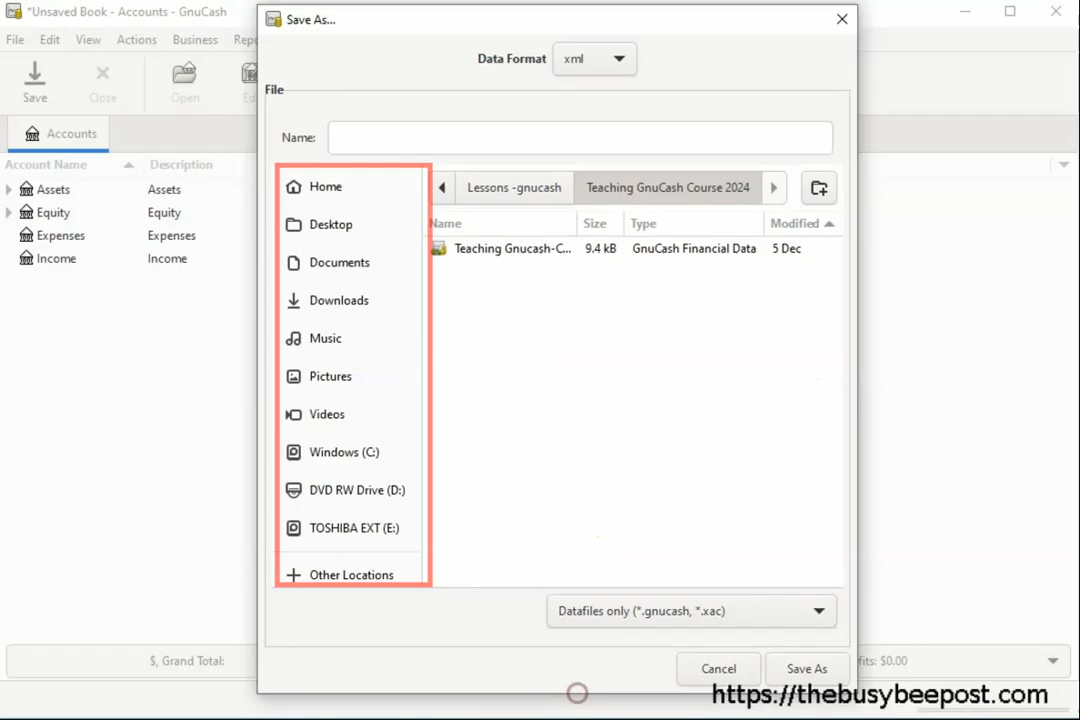 *Unsaved Book - Accounts - GnuCash
File Edit View Actions Business Repo
Save Close Open Ed
Accounts
Account Name Description
Assets Assets
Equity Equity
Expenses Expenses
Income Income
$, Grand Total:
fits: $0.00
Save As...
Data Format xml
File
Name:
Home
Desktop
Documents
Downloads
Music
Pictures
Videos
Windows (C:)
DVD RW Drive (D:)
TOSHIBA EXT (E:)
Other Locations
Lessons -gnucash Teaching GnuCash Course 2024
Name Size Type Modified
Teaching Gnucash-C... 9.4 kB GnuCash Financial Data 5 Dec
Datafiles only (*.gnucash, *.xac)
Cancel Save As
https://thebusybeepost.com